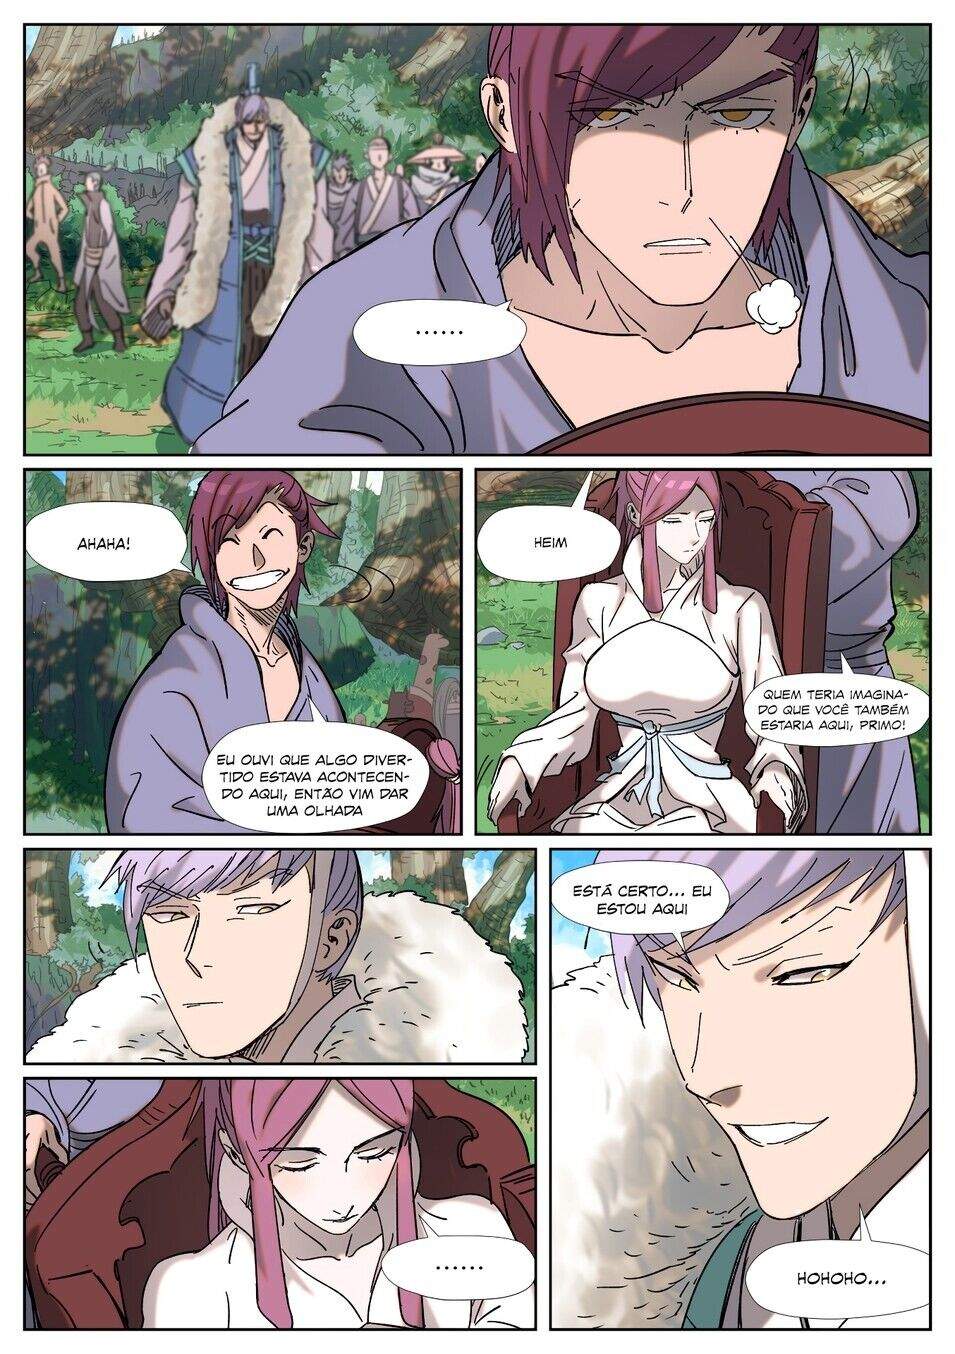 ......
AHAHA!
EU OUVI QUE ALGO DIVER-
TIDO ESTAVA ACONTECEN-
DO AQUI, ENTÃO VIM DAR
UMA OLHADA
HEIM
QUEM TERIA IMAGINA-
DO QUE VOCÊ TAMBÉM
ESTARIA AQUI, PRIMO!
ESTÁ CERTO... EU
ESTOU AQUI
......
HOHOHO...